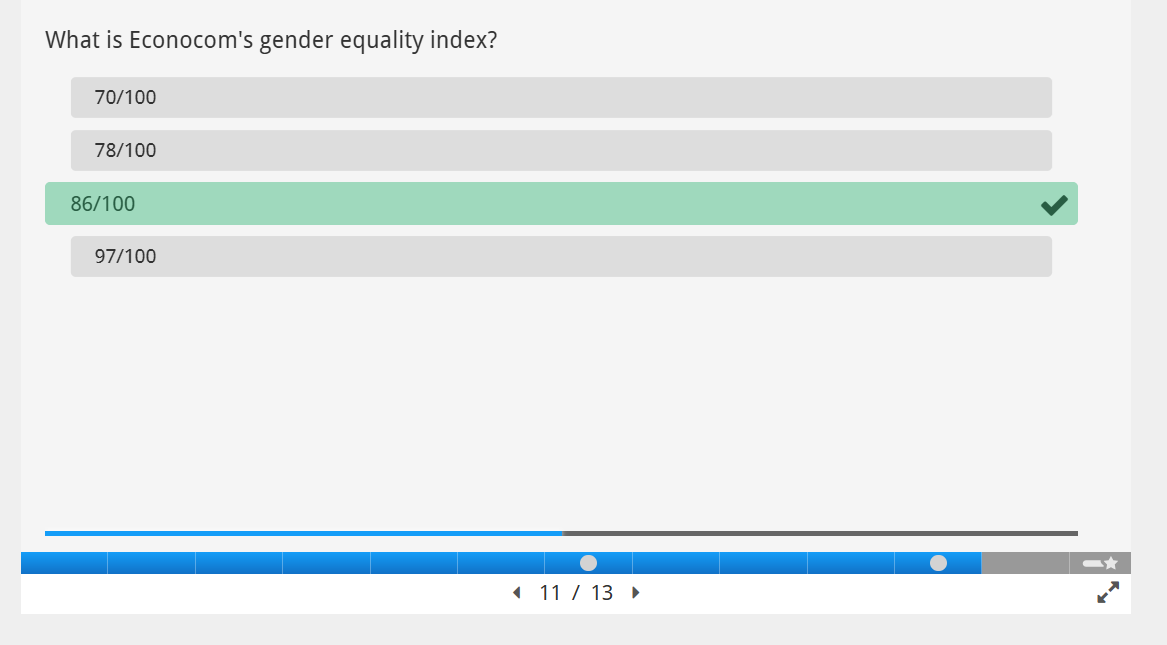 What is Econocom's gender equality index?
70/100
78/100
86/100
97/100
11 / 13